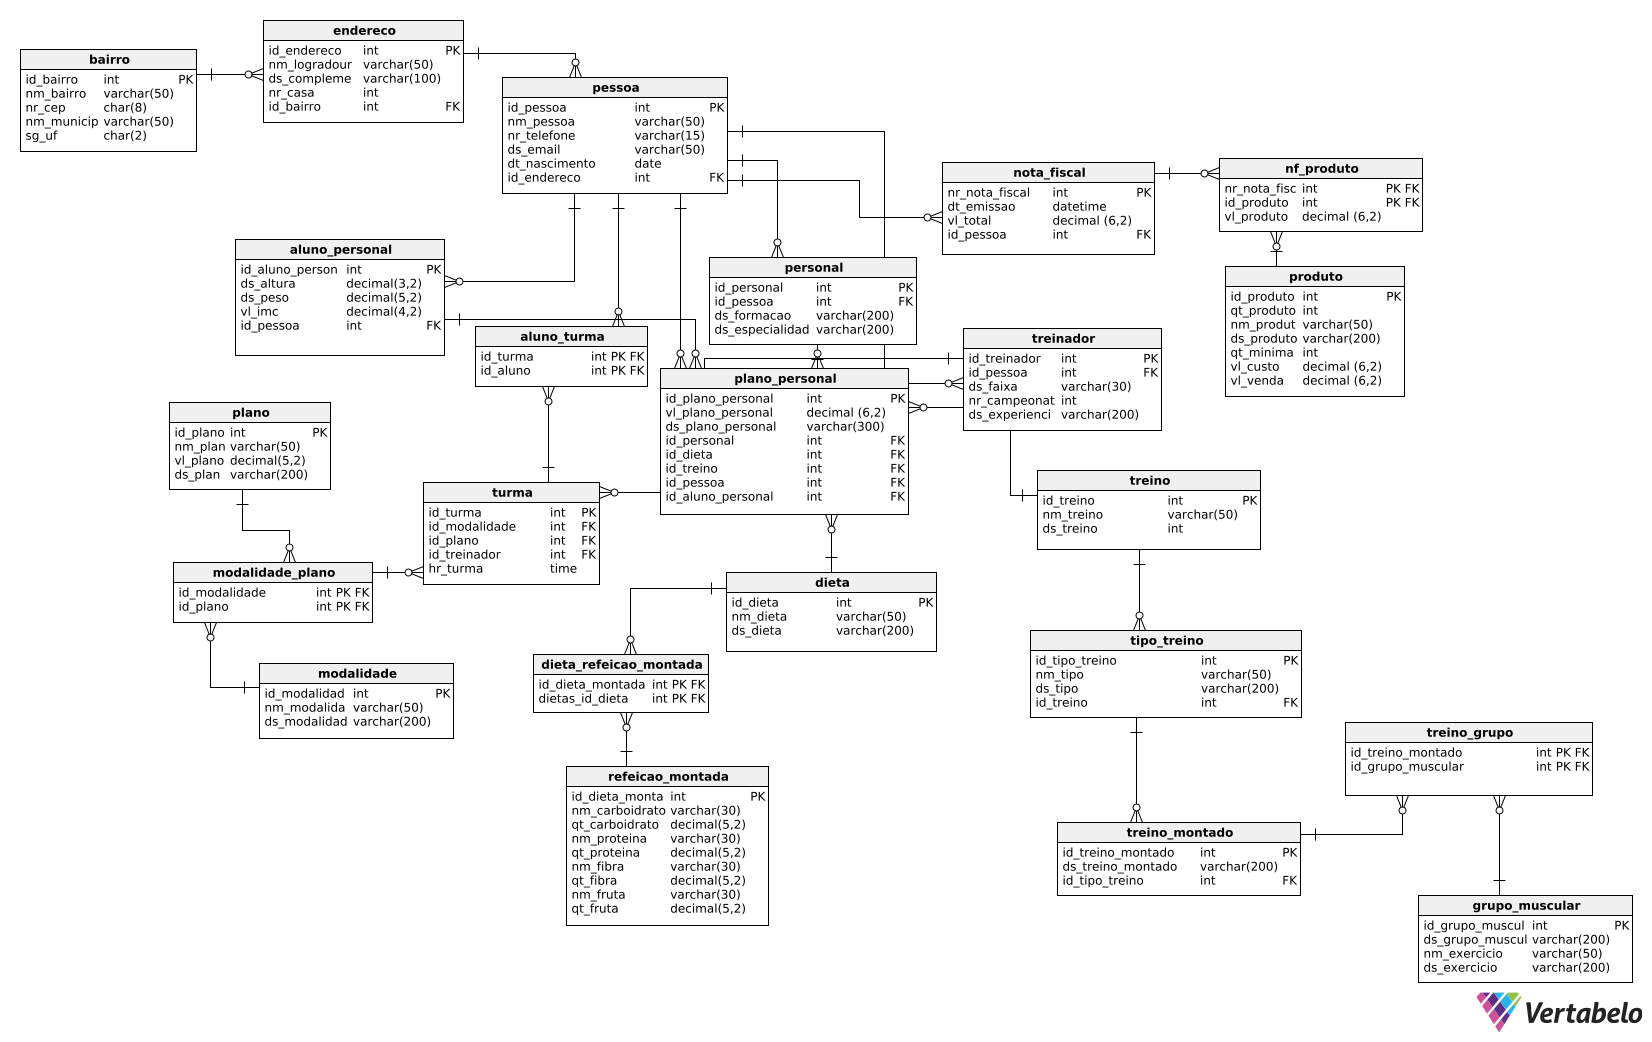 endereco
id_endereco int PK
nm_logradour varchar(50)
ds_compleme varchar(100)
nr_casa int
id_bairro int FK
bairro
id_bairro int PK
nm_bairro varchar(50)
nr_cep char(8)
nm_municip varchar(50)
sg_uf char(2)
pessoa
id_pessoa int PK
nm_pessoa varchar(50)
nr_telefone varchar(15)
ds_email varchar(50)
dt_nascimento date
id_endereco int FK
nota_fiscal
nr_nota_fiscal int PK
dt_emissao datetime
vl_total decimal (6,2)
id_pessoa int FK
nf_produto
nr_nota_fisc int PK FK
id_produto int PK FK
vl_produto decimal (6,2)
aluno_personal
id_aluno_person int PK
ds_altura decimal(3,2)
ds_peso decimal(5,2)
vl_imc decimal(4,2)
id_pessoa int FK
personal
id_personal int PK
id_pessoa int FK
ds_formacao varchar(200)
ds_especialidad varchar(200)
produto
id_produto int PK
qt_produto int
nm_produt varchar(50)
ds_produto varchar(200)
qt_minima int
vl_custo decimal (6,2)
vl_venda decimal (6,2)
aluno_turma
id_turma int PK FK
id_aluno int PK FK
treinador
id_treinador int PK
id_pessoa int FK
ds_faixa varchar(30)
nr_campeonat int
ds_experienci varchar(200)
plano_personal
id_plano_personal int PK
vl_plano_personal decimal (6,2)
ds_plano_personal varchar(300)
id_personal int FK
id_dieta int FK
id_treino int FK
id_pessoa int FK
id_aluno_personal int FK
plano
id_plano int PK
nm_plan varchar(50)
vl_plano decimal(5,2)
ds_plan varchar(200)
turma
id_turma int PK
id_modalidade int FK
id_plano int FK
id_treinador int FK
hr_turma time
treino
id_treino int PK
nm_treino varchar(50)
ds_treino int
modalidade_plano
id_modalidade int PK FK
id_plano int PK FK
dieta
id_dieta int PK
nm_dieta varchar(50)
ds_dieta varchar(200)
modalidade
id_modalidad int PK
nm_modalida varchar(50)
ds_modalidad varchar(200)
dieta_refeicao_montada
id_dieta_montada int PK FK
dietas_id_dieta int PK FK
tipo_treino
id_tipo_treino int PK
nm_tipo varchar(50)
ds_tipo varchar(200)
id_treino int FK
treino_grupo
id_treino_montado int PK FK
id_grupo_muscular int PK FK
refeicao_montada
id_dieta_monta int PK
nm_carboidrato varchar(30)
qt_carboidrato decimal(5,2)
nm_proteina varchar(30)
qt_proteina decimal(5,2)
nm_fibra varchar(30)
qt_fibra decimal(5,2)
nm_fruta varchar(30)
qt_fruta decimal(5,2)
treino_montado
id_treino_montado int PK
ds_treino_montado varchar(200)
id_tipo_treino int FK
grupo_muscular
id_grupo_muscul int PK
ds_grupo_muscul varchar(200)
nm_exercicio varchar(50)
ds_exercicio varchar(200)
Vertabelo